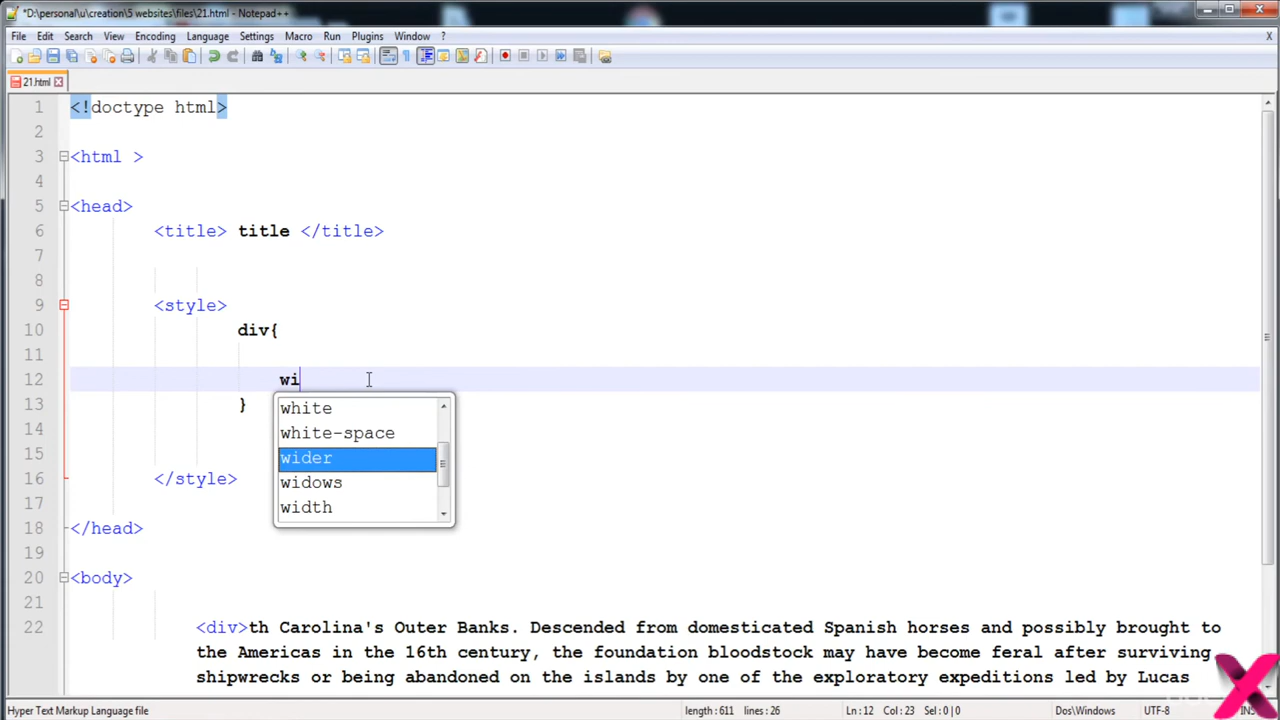 *D:\personal\u\creation\5 websites\files\21.html - Notepad++
File Edit Search View Encoding Language Settings Macro Run Plugins Window ? X
21.html
1 <!doctype html>
2
3 <html >
4
5 <head>
6 <title> title </title>
7
8
9 <style>
10 div{
11
12 wi
13 }
white
14
white-space
15
wider
16 </style>
widows
17
width
18 </head>
19
20 <body>
21
22 <div>th Carolina's Outer Banks. Descended from domesticated Spanish horses and possibly brought to
the Americas in the 16th century, the foundation bloodstock may have become feral after surviving
shipwrecks or being abandoned on the islands by one of the exploratory expeditions led by Lucas
Hyper Text Markup Language file length:611 lines:26 Ln:12 Col:23 Sel:0|0 Dos\Windows UTF-8